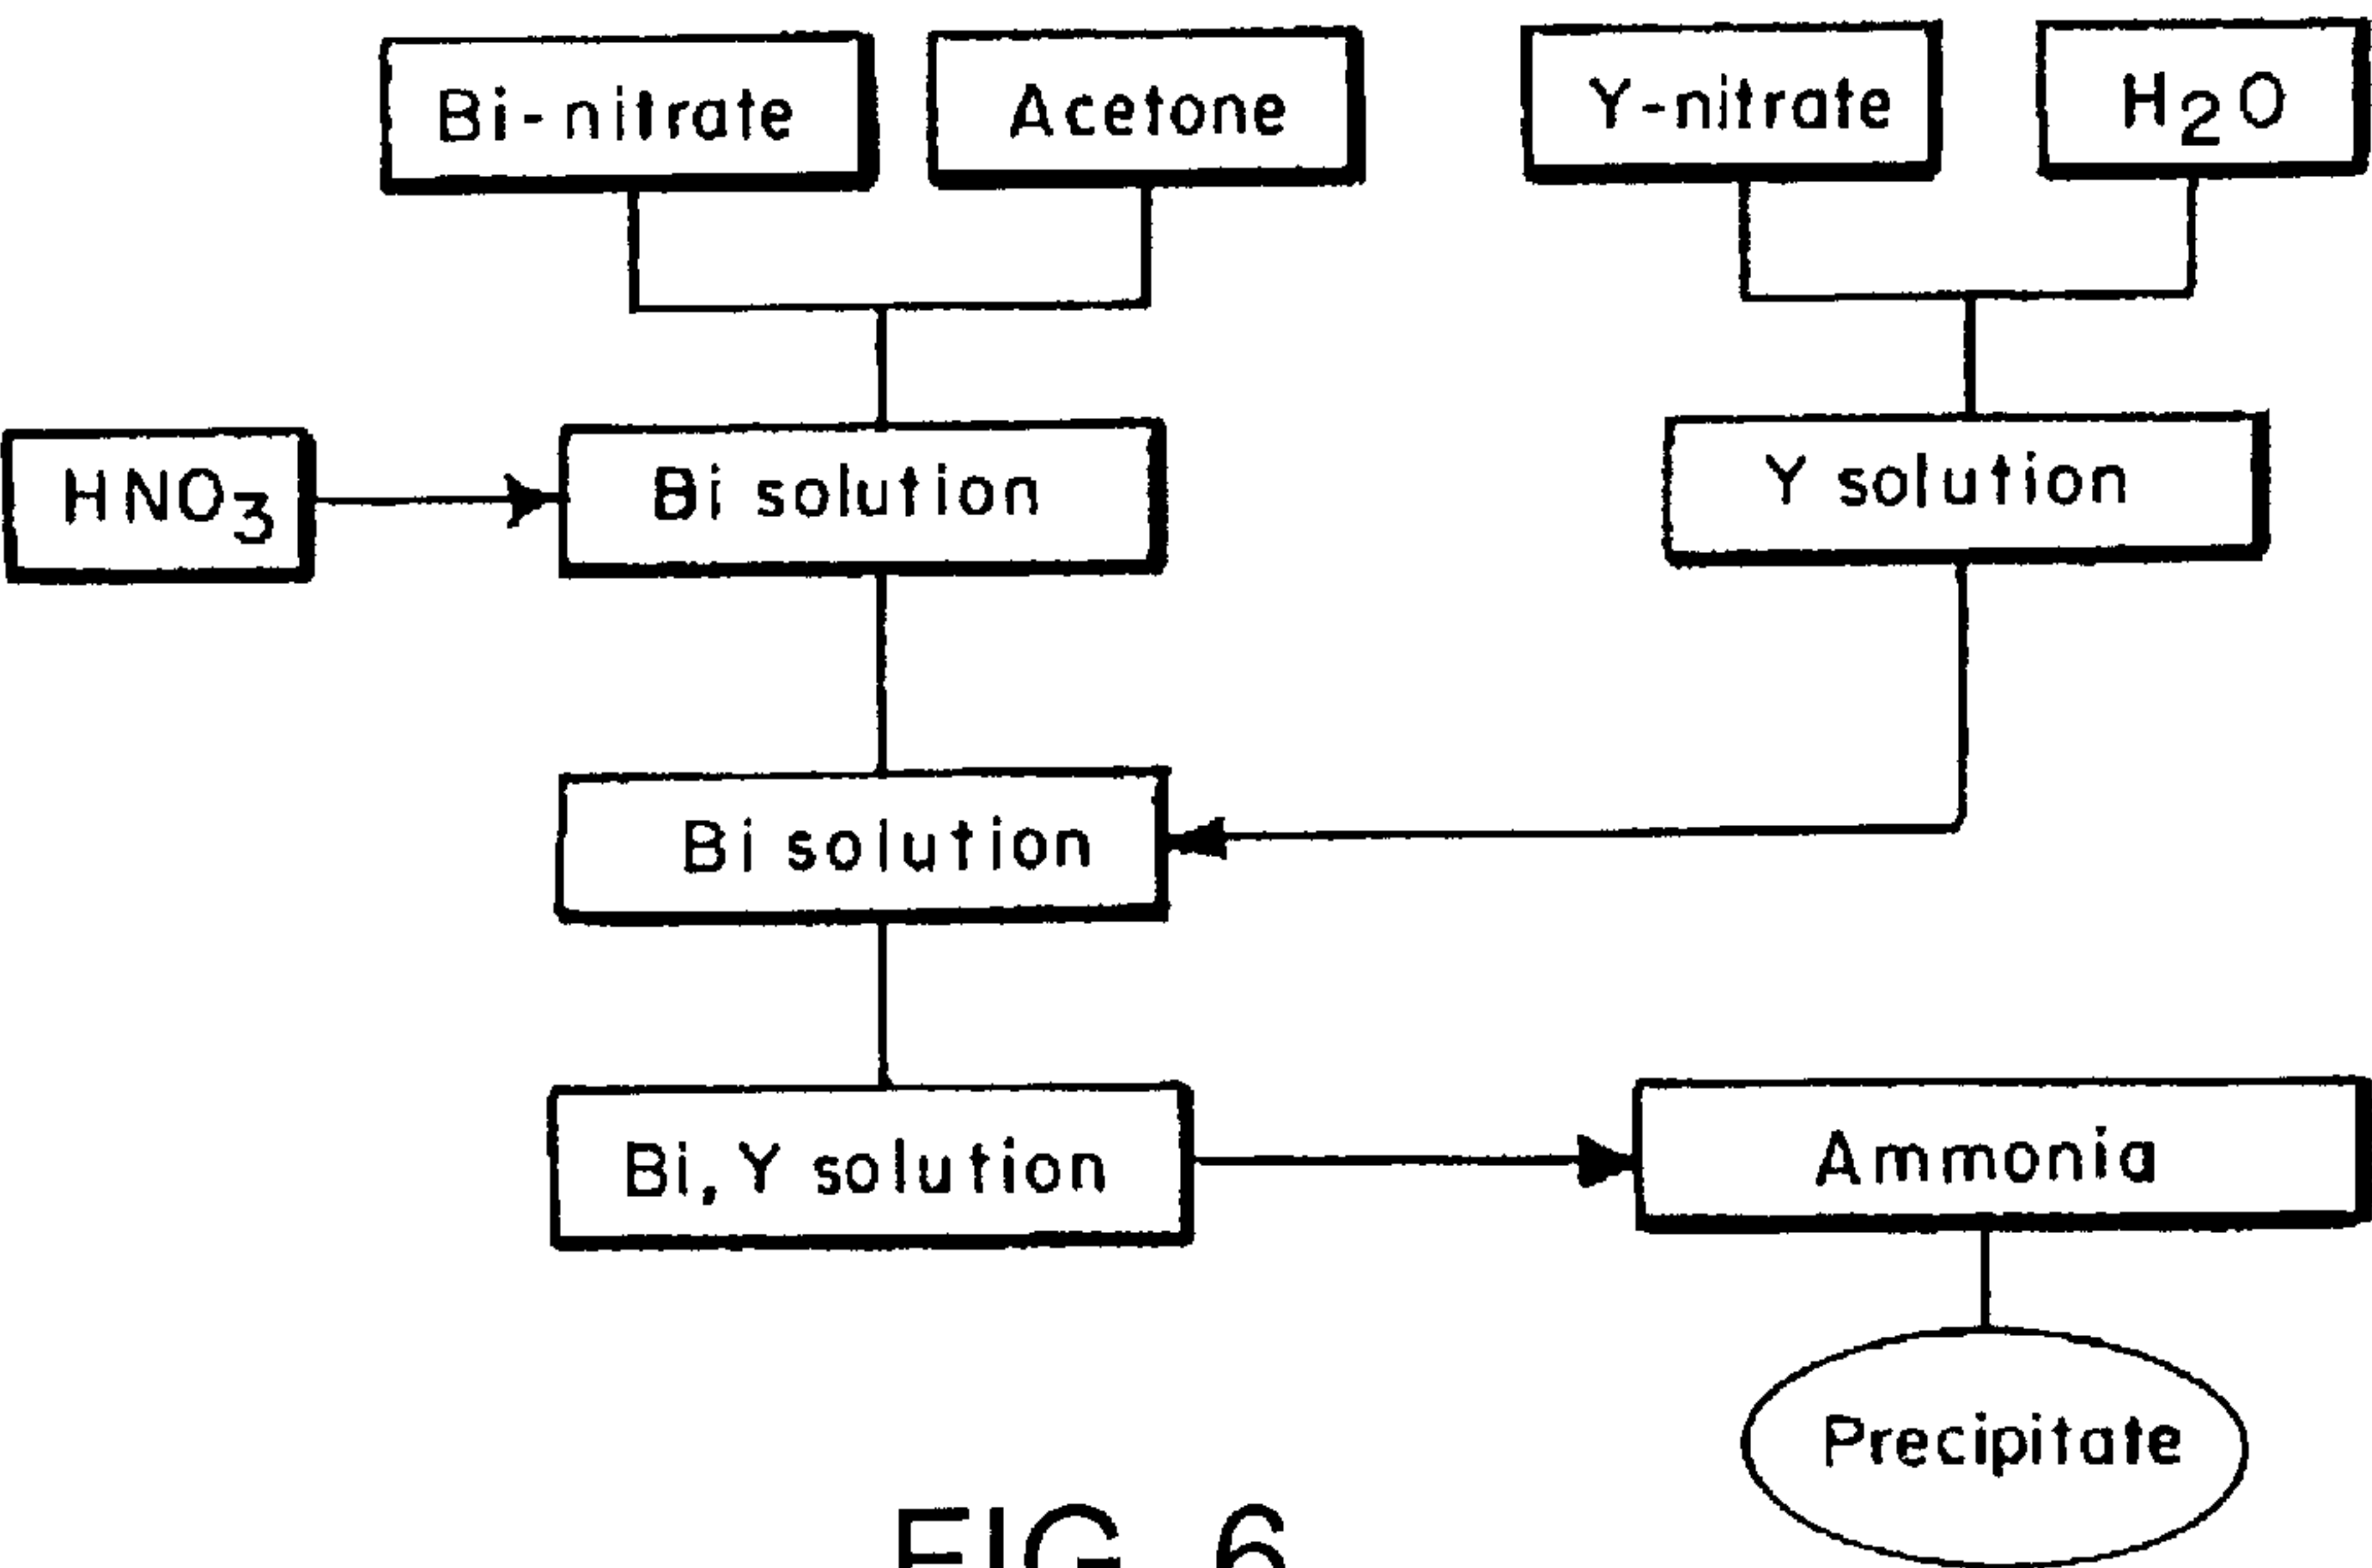 Bi-nitrate
Acetone
Y-nitrate
H2O
HNO3
Bi solution
Y solution
Bi solution
Bi, Y solution
Ammonia
Precipitate
FIG. 6